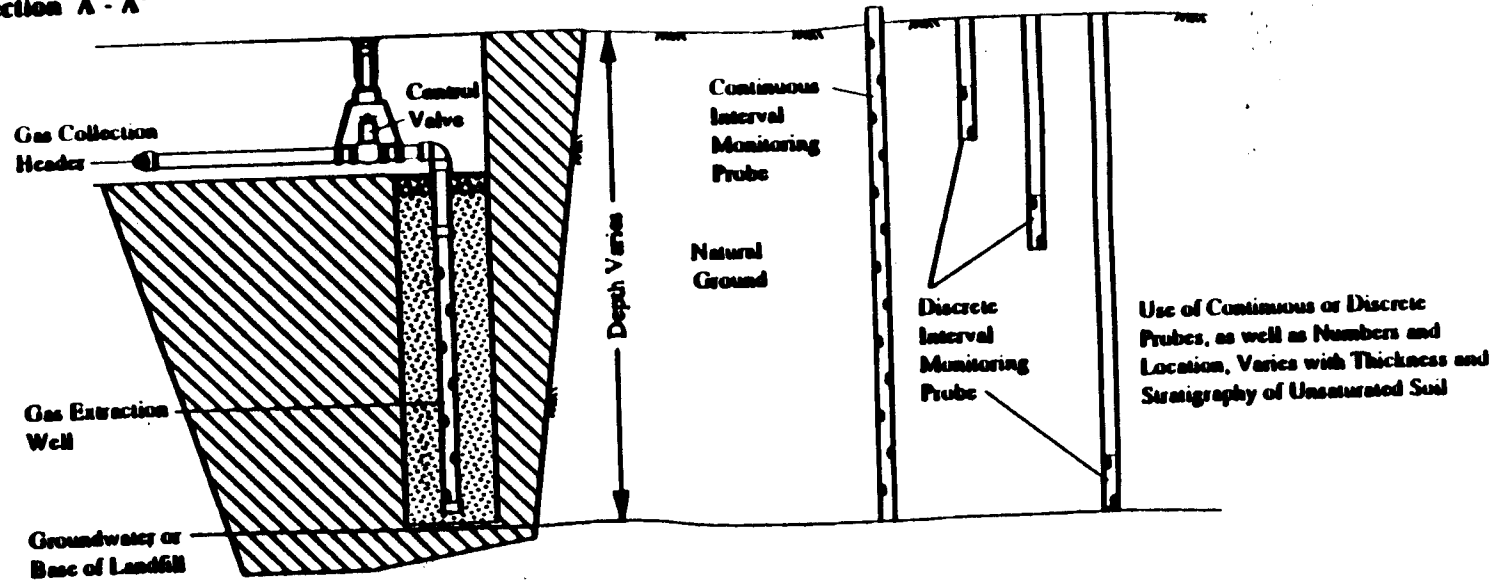 ection A - A
Control
Valve
Gas Collection
Header
Continuous
Interval
Monitoring
Probe
Depth Varies
Natural
Ground
Discrete
Interval
Monitoring
Probe
Use of Continuous or Discrete
Probes, as well as Numbers and
Location, Varies with Thickness and
Stratigraphy of Unsaturated Soil
Gas Extraction
Well
Groundwater or
Base of Landfill